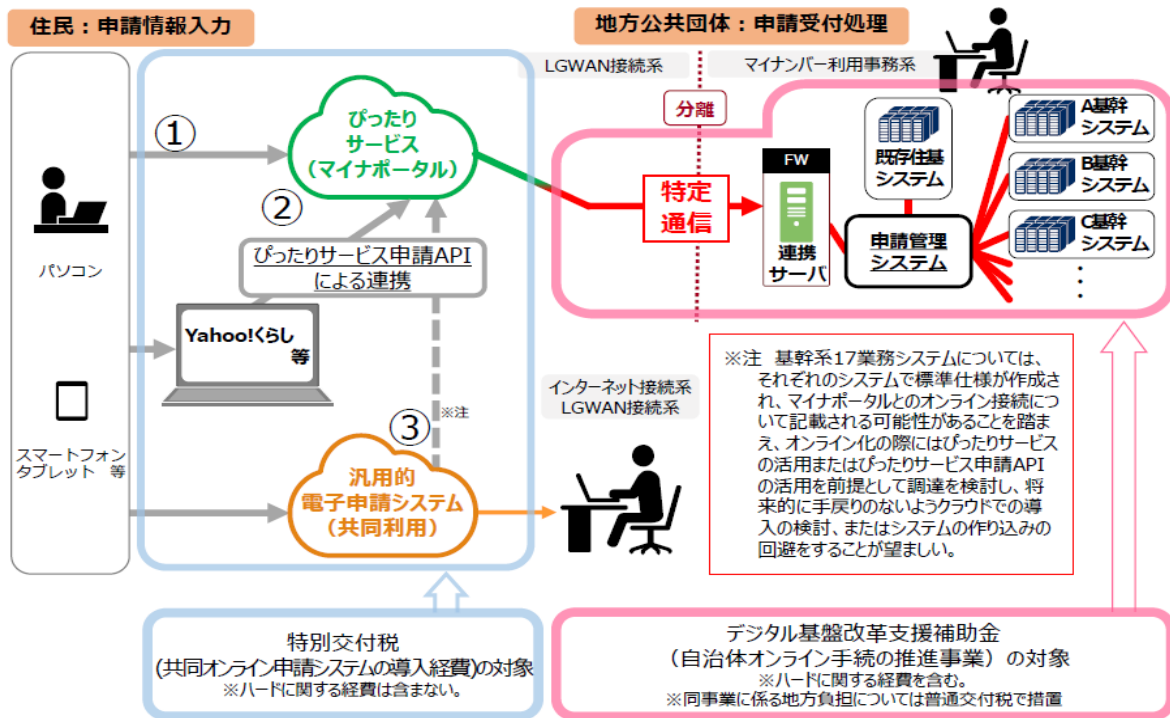 住民：申請情報入力
地方公共団体：申請受付処理
LGWAN接続系
マイナンバー利用事務系
分離
①
ぴったり
サービス
（マイナポータル）
②
ぴったりサービス申請API
による連携
パソコン
Yahoo!くらし
等
スマートフォン
タブレット　等
③
※注
汎用的
電子申請システム
（共同利用）
インターネット接続系
LGWAN接続系
特定
通信
FW
連携
サーバ
既存住基
システム
申請管理
システム
A基幹
システム
B基幹
システム
C基幹
システム
・
・
・
※注　基幹系17業務システムについては、
それぞれのシステムで標準仕様が作成さ
れ、マイナポータルとのオンライン接続につ
いて記載される可能性があることを踏ま
え、オンライン化の際にはぴったりサービス
の活用またはぴったりサービス申請API
の活用を前提として調達を検討し、将
来的に手戻りのないようクラウドでの導
入の検討、またはシステムの作り込みの
回避をすることが望ましい。
特別交付税
(共同オンライン申請システムの導入経費)の対象
※ハードに関する経費は含まない。
デジタル基盤改革支援補助金
（自治体オンライン手続の推進事業）の対象
※ハードに関する経費を含む。
※同事業に係る地方負担については普通交付税で措置